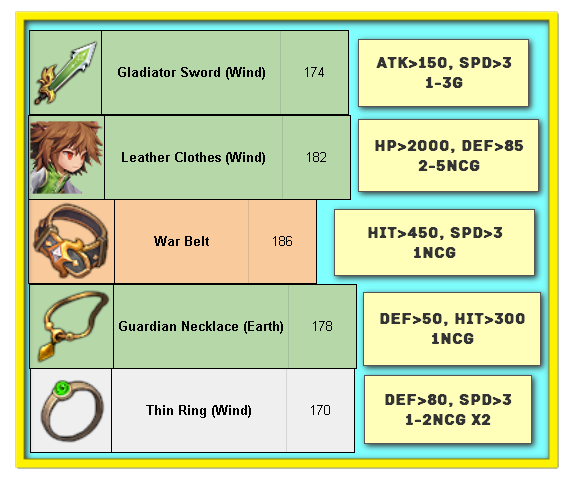 Gladiator Sword (Wind) 174
ATK>150, SPD>3
1-3G
Leather Clothes (Wind) 182
HP>2000, DEF>85
2-5NCG
War Belt 186
HIT>450, SPD>3
1NCG
Guardian Necklace (Earth) 178
DEF>50, HIT>300
1NCG
Thin Ring (Wind) 170
DEF>80, SPD>3
1-2NCG X2